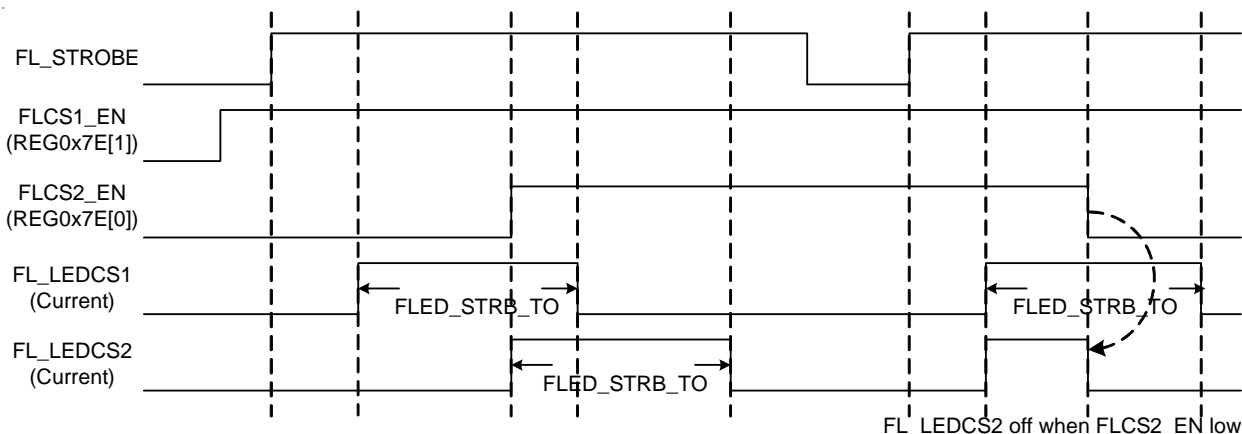 FL_STROBE
FLCS1_EN
(REG0x7E[1])
FLCS2_EN
(REG0x7E[0])
FL_LEDCS1
(Current)
FLED_STRB_TO
FLED_STRB_TO
FL_LEDCS2
(Current)
FLED_STRB_TO
FL_LEDCS2 off when FLCS2_EN low